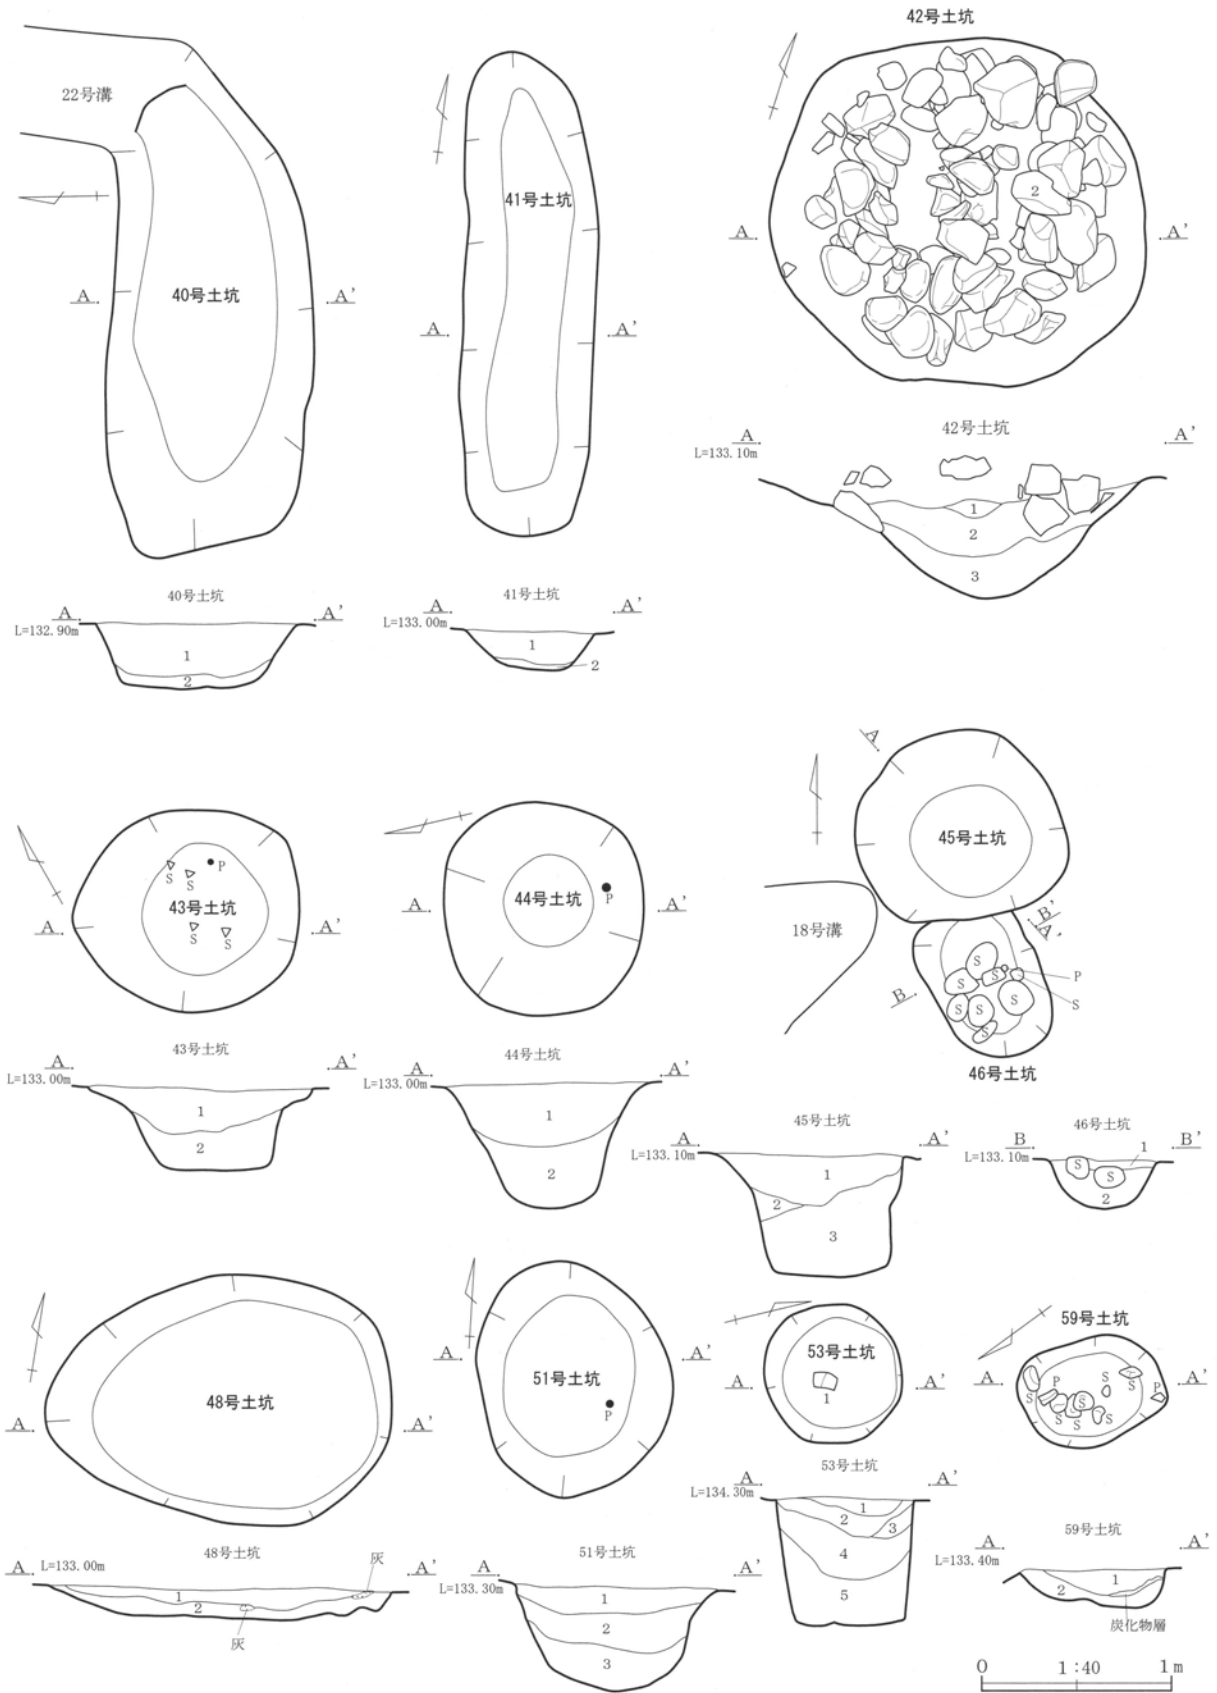 42号土坑
22号溝
41号土坑
2
A
A'
40号土坑
A
A'
A
A'
42号土坑
A
L=133.10m
A'
1
2
3
40号土坑
A
L=132.90m
A'
1
2
41号土坑
A
L=133.00m
A'
1
2
A
45号土坑
P
S
S
43号土坑
S
S
A
A'
44号土坑
P
A
A'
18号溝
B'
A'
S
S
S
P
S
S
S
S
S
B
46号土坑
43号土坑
A
L=133.00m
A'
1
2
44号土坑
A
L=133.00m
A'
1
2
45号土坑
A
L=133.10m
A'
1
2
3
46号土坑
B
L=133.10m
B'
1
S
S
2
48号土坑
A
A'
51号土坑
P
A
A'
53号土坑
1
A
A'
59号土坑
A
A'
S
P
S
S
P
S
S
S
S
48号土坑
A
L=133.00m
A'
灰
1
2
灰
51号土坑
A
L=133.30m
A'
1
2
3
53号土坑
A
L=134.30m
A'
1
2
3
4
5
59号土坑
A
L=133.40m
A'
1
2
炭化物層
0 1:40 1m